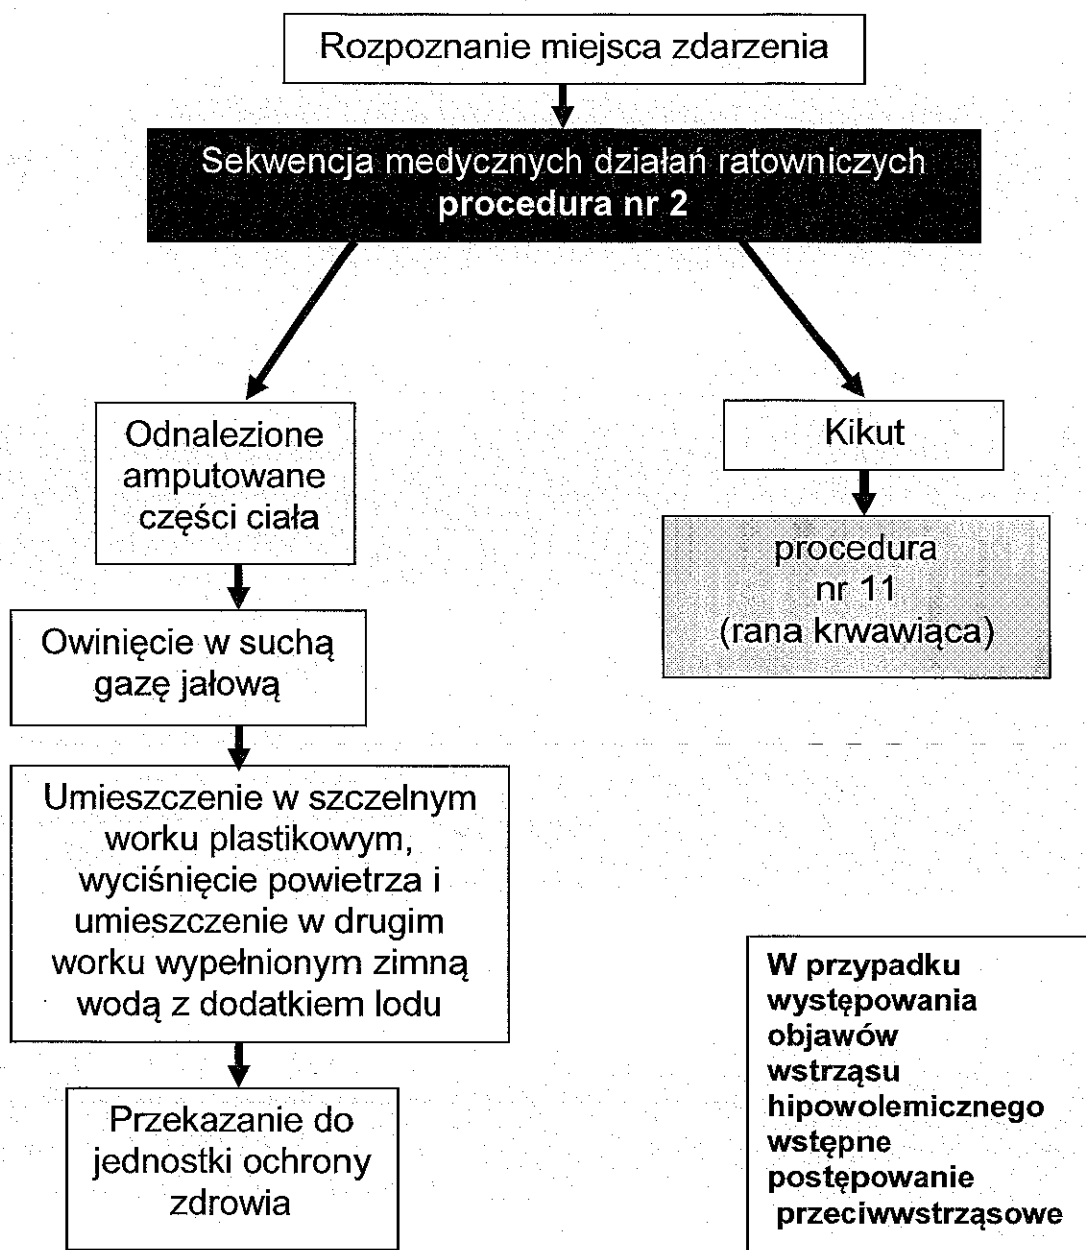 Rozpoznanie miejsca zdarzenia
Sekwencja medycznych działań ratowniczych
procedura nr 2
Odnalezione
amputowane
części ciała
Kikut
procedura
nr 11
(rana krwawiąca)
Owinięcie w suchą
gazę jałową
Umieszczenie w szczelnym
worku plastikowym,
wyciśnięcie powietrza i
umieszczenie w drugim
worku wypełnionym zimną
wodą z dodatkiem lodu
Przekazanie do
jednostki ochrony
zdrowia
W przypadku
występowania
objawów
wstrząsu
hipowolemicznego
wstępne
postępowanie
przeciwwstrząsowe